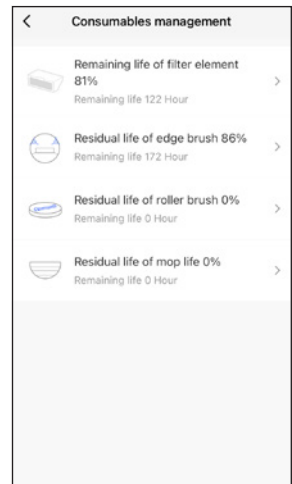 Consumables management
Remaining life of filter element
81%
Remaining life 122 Hour
Residual life of edge brush 86%
Remaining life 172 Hour
Residual life of roller brush 0%
Remaining life 0 Hour
Residual life of mop life 0%
Remaining life 0 Hour